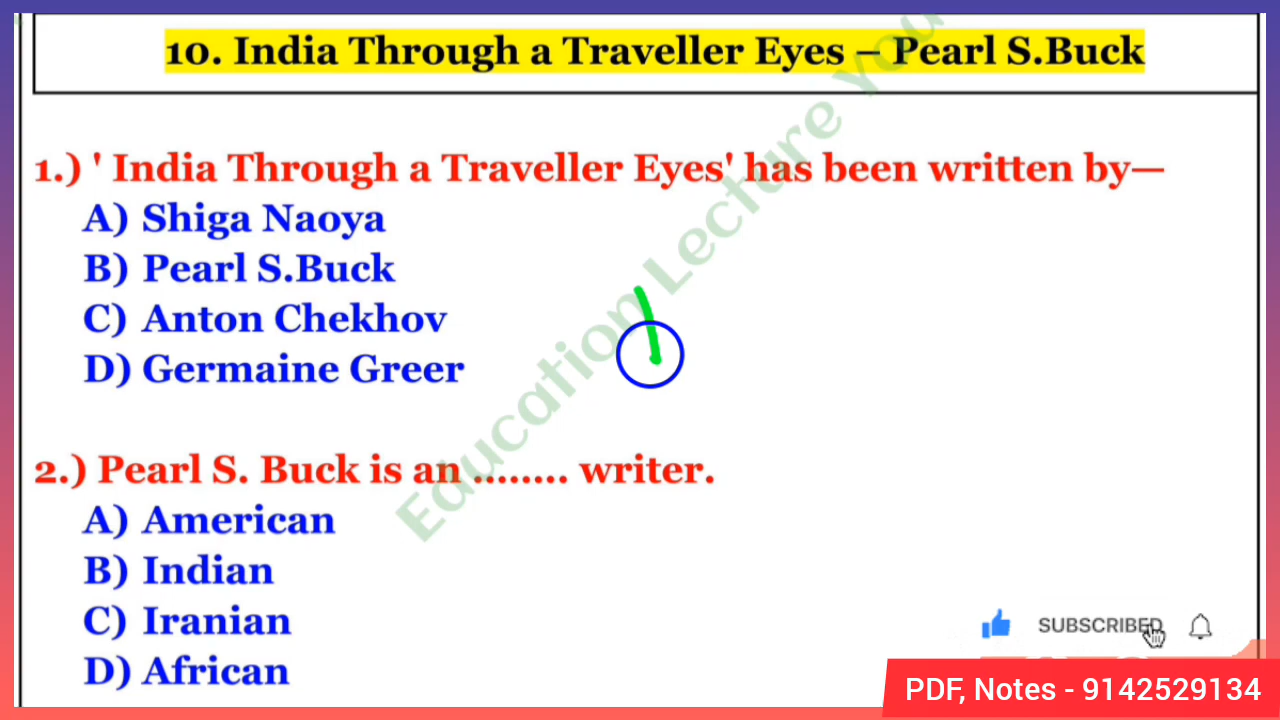 10. India Through a Traveller Eyes – Pearl S.Buck
1.) ' India Through a Traveller Eyes' has been written by—
A) Shiga Naoya
B) Pearl S.Buck
C) Anton Chekhov
D) Germaine Greer
2.) Pearl S. Buck is an ........ writer.
A) American
B) Indian
C) Iranian
D) African
Education Lecture You
SUBSCRIBED
PDF, Notes - 9142529134